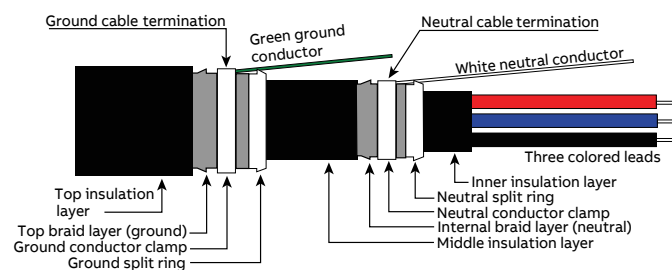 Ground cable termination
Neutral cable termination
Green ground
conductor
White neutral conductor
Three colored leads
Top insulation
layer
Inner insulation layer
Neutral split ring
Neutral conductor clamp
Top braid layer (ground)
Internal braid layer (neutral)
Ground conductor clamp
Middle insulation layer
Ground split ring